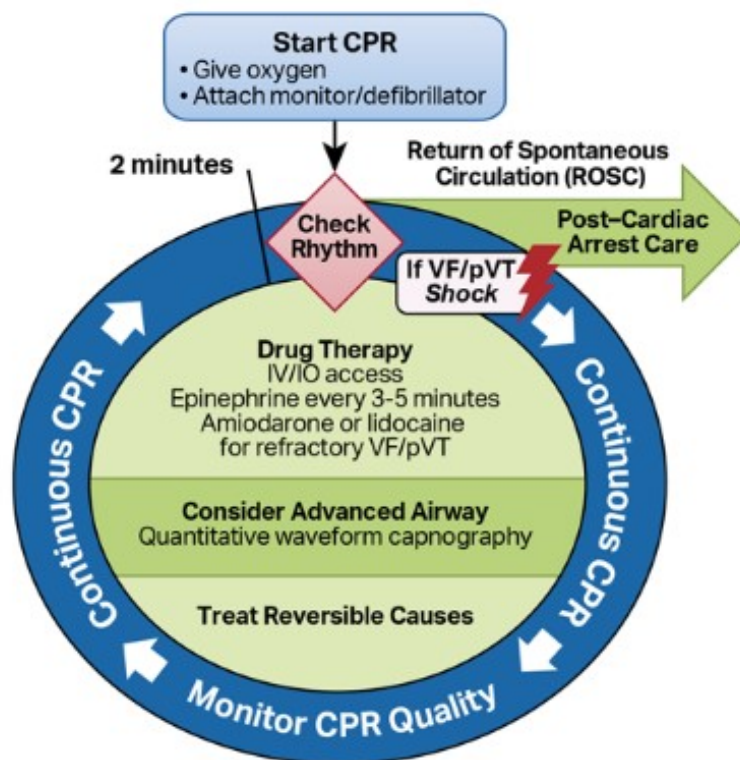 Start CPR
• Give oxygen
• Attach monitor/defibrillator
2 minutes
Return of Spontaneous
Circulation (ROSC)
Post–Cardiac
Arrest Care
Check
Rhythm
If VF/pVT
Shock
Drug Therapy
IV/IO access
Epinephrine every 3-5 minutes
Amiodarone or lidocaine
for refractory VF/pVT
Consider Advanced Airway
Quantitative waveform capnography
Treat Reversible Causes
Continuous CPR
Continuous CPR
Monitor CPR Quality